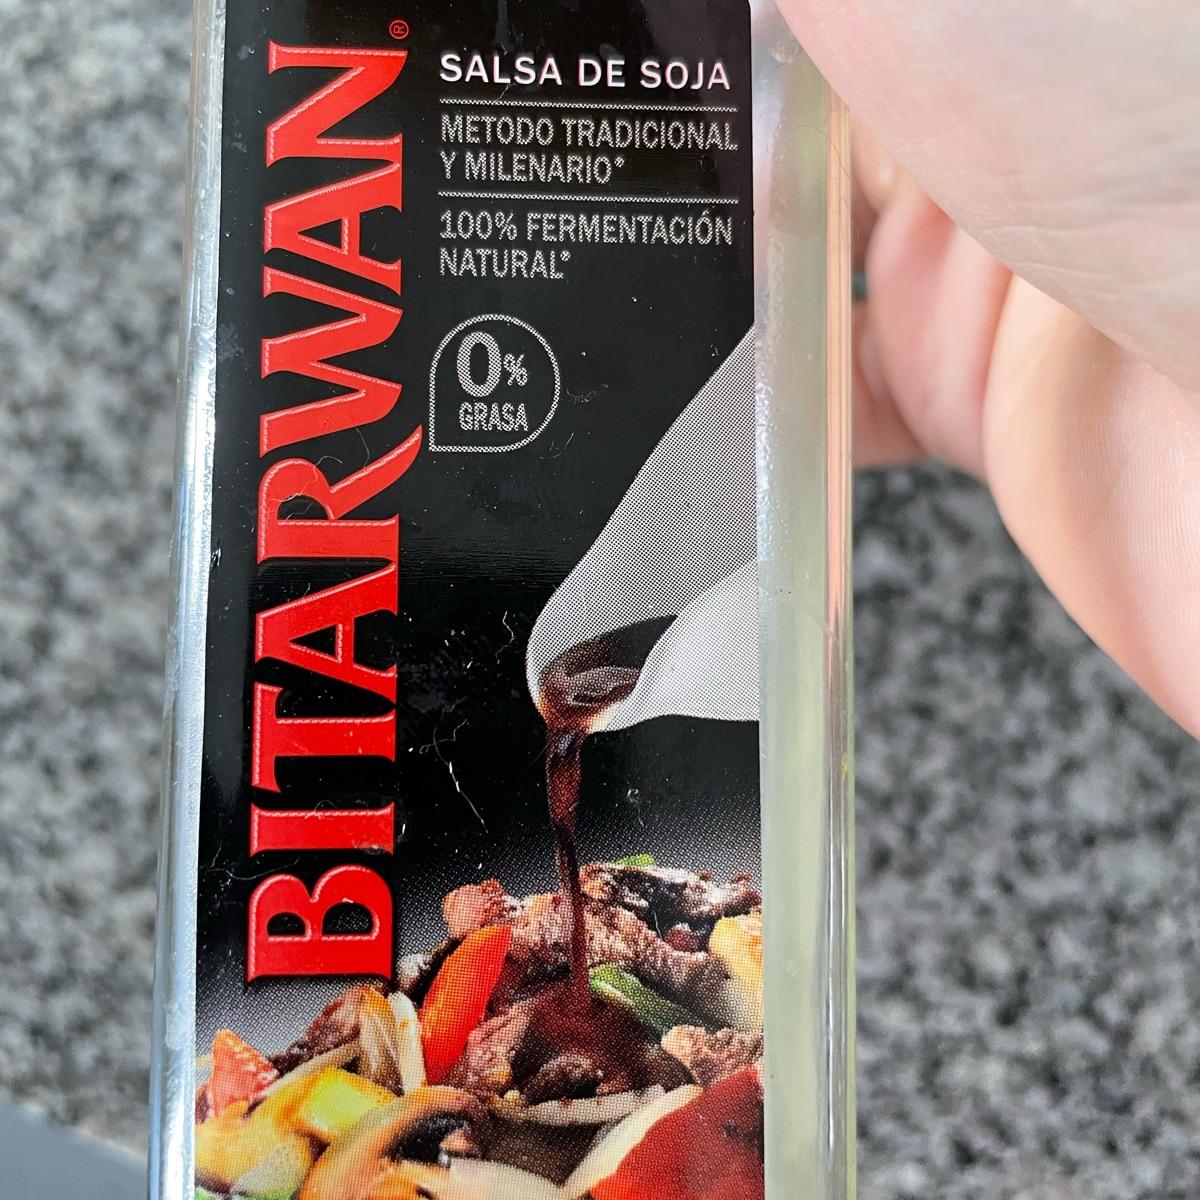 BITARWAN®
SALSA DE SOJA
METODO TRADICIONAL
Y MILENARIO*
100% FERMENTACIÓN
NATURAL*
0%
GRASA